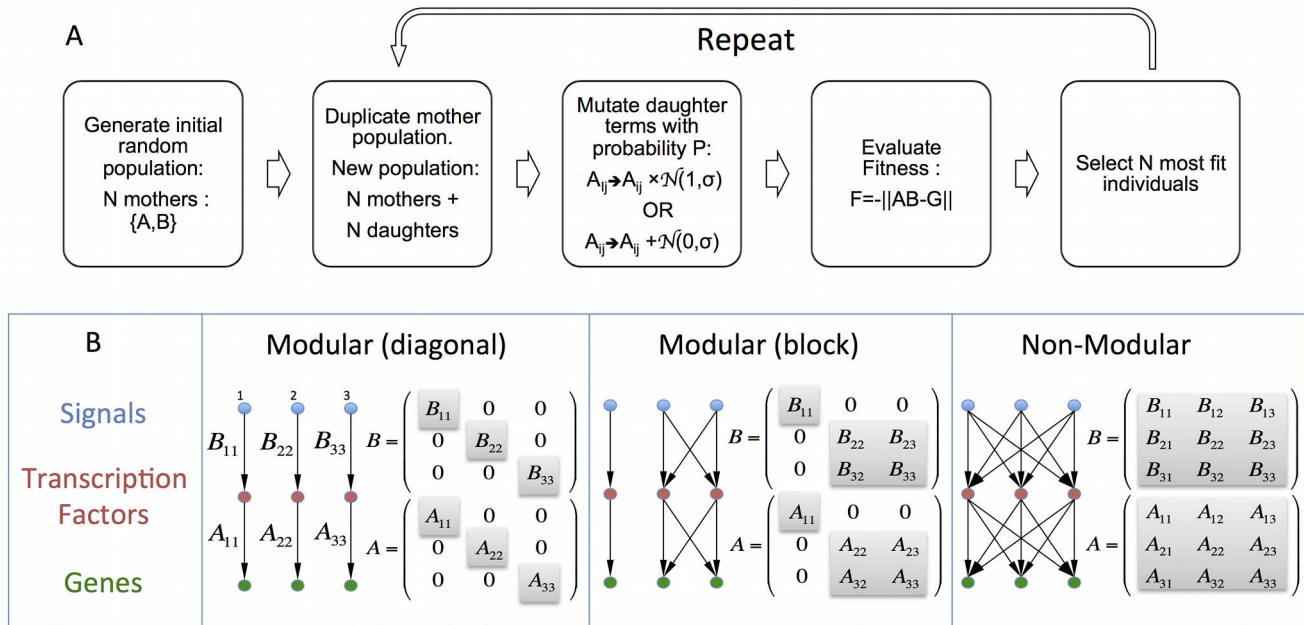 A
Repeat
Generate initial
random
population:
N mothers :
{A,B}
Duplicate mother
population.
New population:
N mothers +
N daughters
Mutate daughter
terms with
probability P:
A_Ij➔A_ij ×𝒩(1,σ)
OR
A_ij➔A_ij +𝒩(0,σ)
Evaluate
Fitness :
F=-||AB-G||
Select N most fit
individuals
B
Signals
Transcription
Factors
Genes
Modular (diagonal)
1 2 3
B₁₁ B₂₂ B₃₃
A₁₁ A₂₂ A₃₃
B = ( B₁₁ 0 0
0 B₂₂ 0
0 0 B₃₃ )
A = ( A₁₁ 0 0
0 A₂₂ 0
0 0 A₃₃ )
Modular (block)
B = ( B₁₁ 0 0
0 B₂₂ B₂₃
0 B₃₂ B₃₃ )
A = ( A₁₁ 0 0
0 A₂₂ A₂₃
0 A₃₂ A₃₃ )
Non-Modular
B = ( B₁₁ B₁₂ B₁₃
B₂₁ B₂₂ B₂₃
B₃₁ B₃₂ B₃₃ )
A = ( A₁₁ A₁₂ A₁₃
A₂₁ A₂₂ A₂₃
A₃₁ A₃₂ A₃₃ )